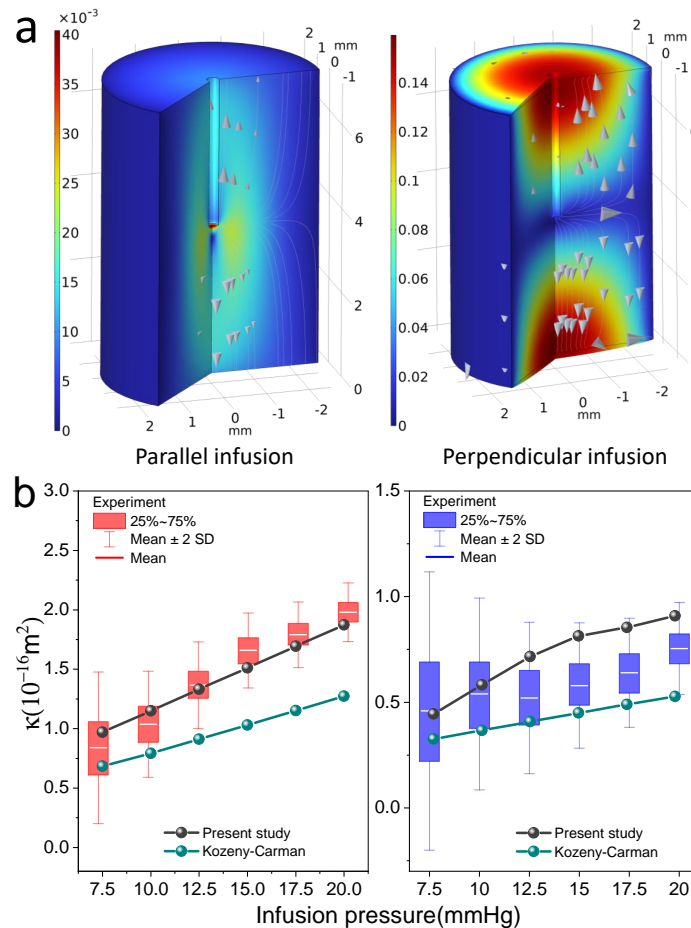 a
×10⁻³
40
35
30
25
20
15
10
5
0
2
1
mm
0
-1
6
4
2
0
2
1
0
mm
-1
-2
0.14
0.12
0.1
0.08
0.06
0.04
0.02
2
1
mm
0
-1
2
1
0
mm
-1
-2
Parallel infusion
Perpendicular infusion
b
κ(10⁻¹⁶m²)
3.0
2.5
2.0
1.5
1.0
0.5
0.0
Experiment
25%~75%
Mean ± 2 SD
Mean
Present study
Kozeny-Carman
7.5 10.0 12.5 15.0 17.5 20.0
1.5
1.0
0.5
0.0
Experiment
25%~75%
Mean ± 2 SD
Mean
Present study
Kozeny-Carman
7.5 10 12.5 15 17.5 20
Infusion pressure(mmHg)